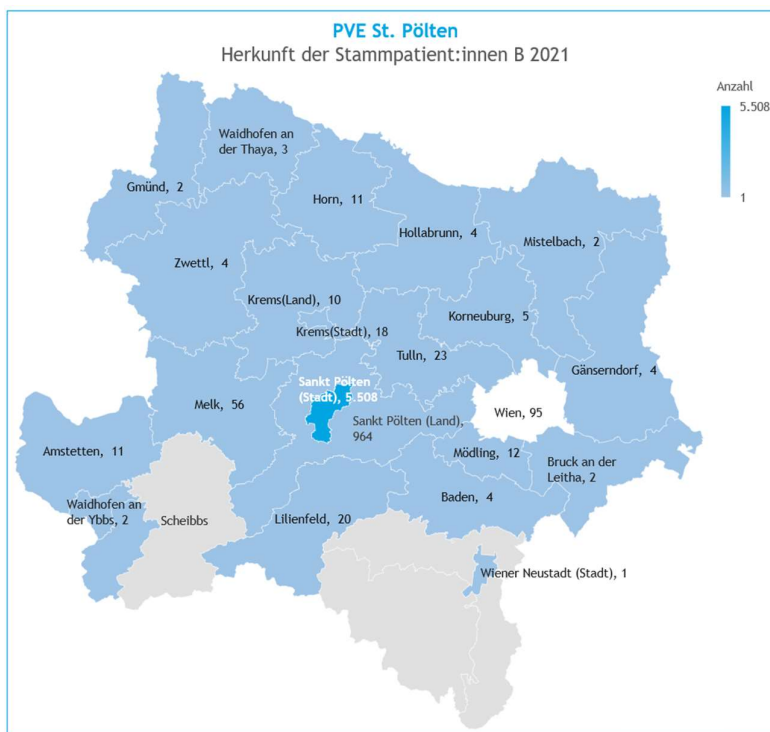 PVE St. Pölten
Herkunft der Stammpatient:innen B 2021
Anzahl
5.508
1
Waidhofen an
der Thaya, 3
Gmünd, 2
Horn, 11
Hollabrunn, 4
Mistelbach, 2
Zwettl, 4
Krems(Land), 10
Korneuburg, 5
Krems(Stadt), 18
Tulln, 23
Gänserndorf, 4
Sankt Pölten
(Stadt), 5.508
Melk, 56
Wien, 95
Sankt Pölten (Land),
964
Amstetten, 11
Mödling, 12
Bruck an der
Leitha, 2
Waidhofen an
der Ybbs, 2
Scheibbs
Lilienfeld, 20
Baden, 4
Wiener Neustadt (Stadt), 1